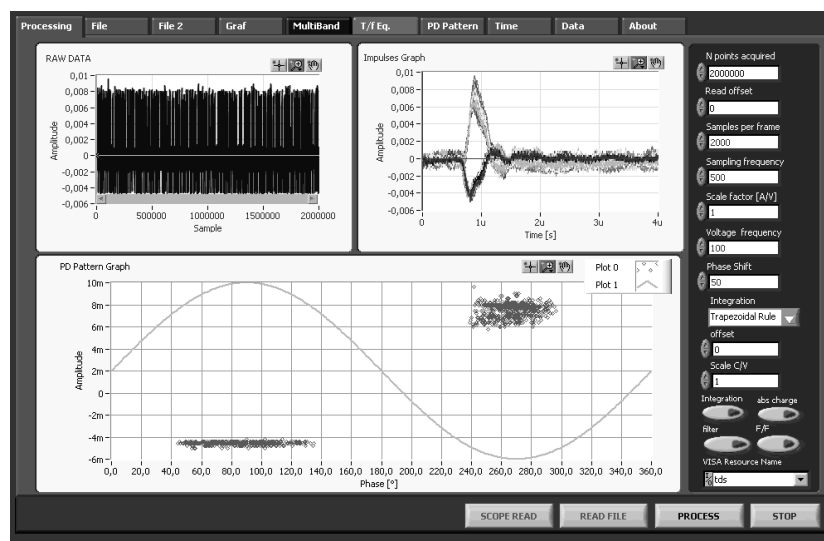 Processing File File 2 Graf MultiBand T/f Eq. PD Pattern Time Data About
RAW DATA
0,01
0,008
0,006
0,004
0,002
0
-0,002
-0,004
-0,006
Amplitude
0 500000 1000000 1500000 2000000
Sample
Impulses Graph
0,01
0,008
0,006
0,004
0,002
0
-0,002
-0,004
-0,006
Amplitude
0 1u 2u 3u 4u
Time [s]
PD Pattern Graph
Plot 0
Plot 1
10m
8m
6m
4m
2m
0
-2m
-4m
-6m
Amplitude
0,0 20,0 40,0 60,0 80,0 100,0 120,0 140,0 160,0 180,0 200,0 220,0 240,0 260,0 280,0 300,0 320,0 340,0 360,0
Phase [°]
N points acquired
2000000
Read offset
0
Samples per frame
2000
Sampling frequency
500
Scale factor [A/V]
1
Voltage frequency
100
Phase Shift
50
Integration
Trapezoidal Rule
offset
0
Scale C/V
1
Integration abs charge
filter F/F
VISA Resource Name
tds
SCOPE READ READ FILE PROCESS STOP